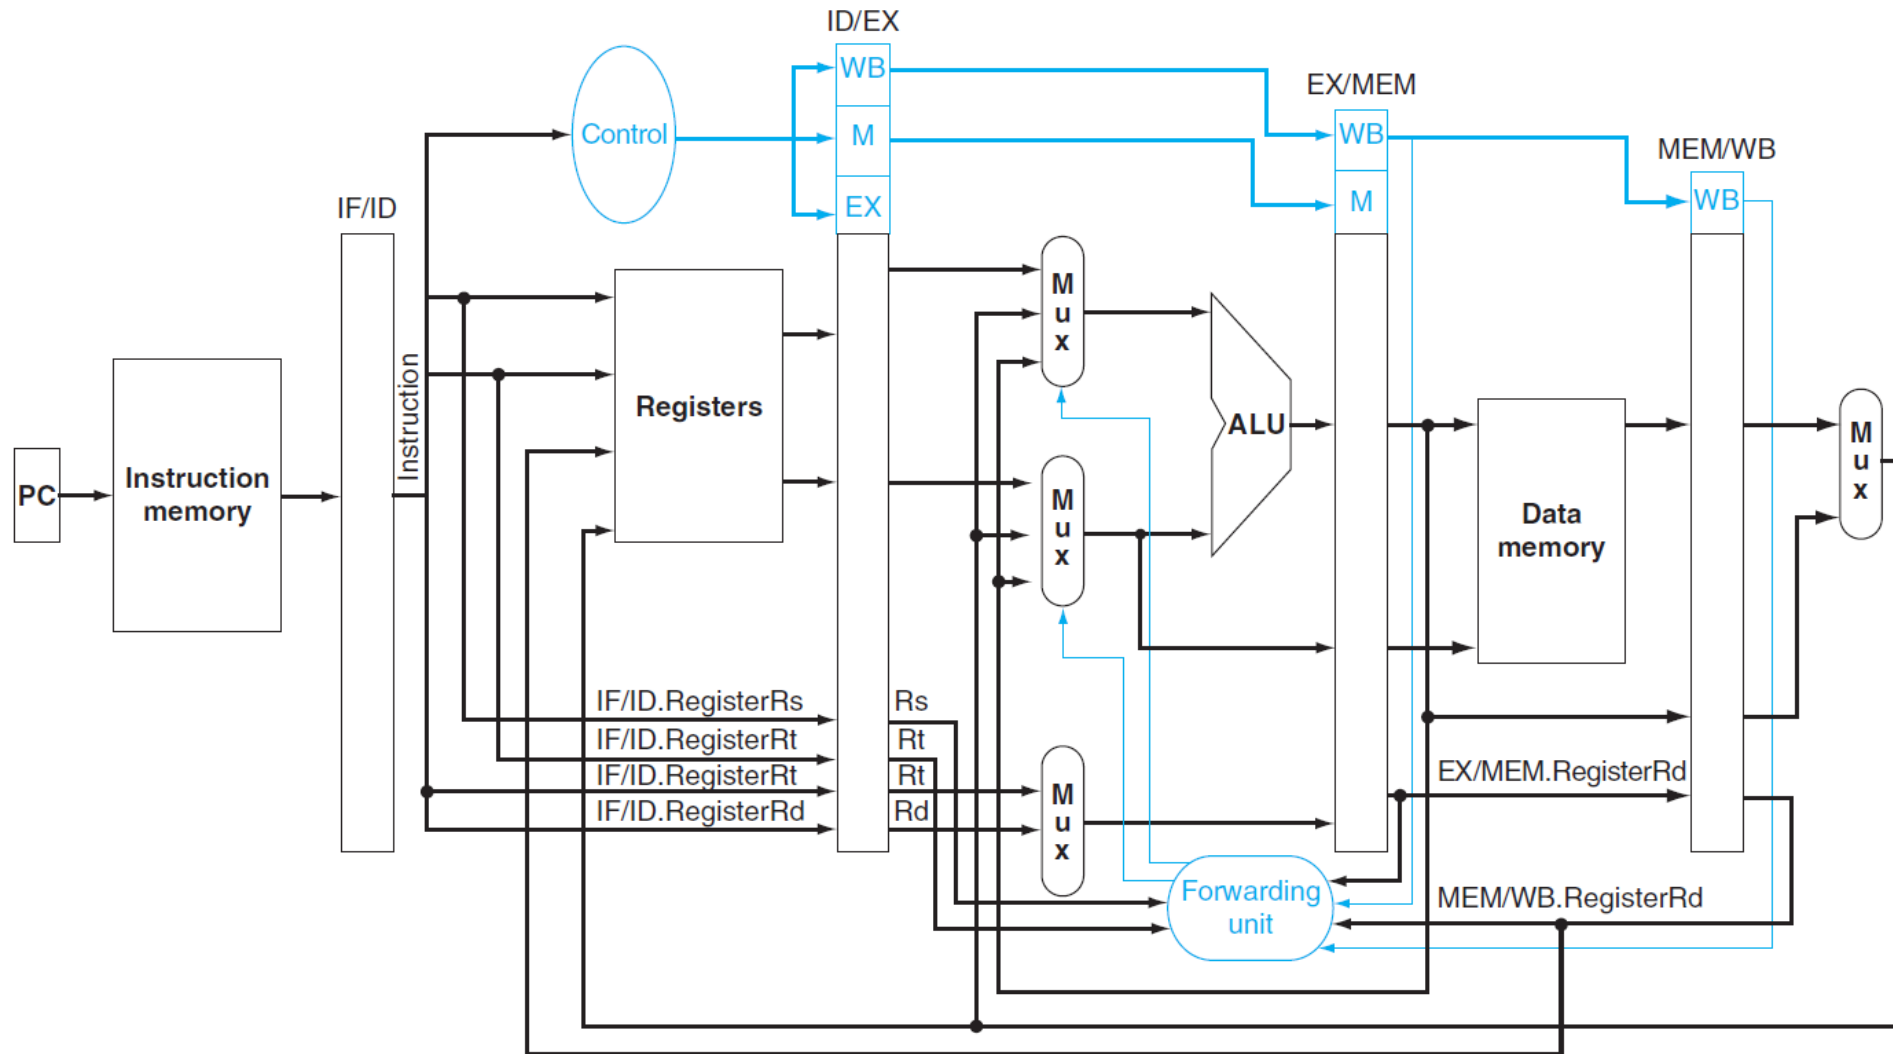 ID/EX
WB
EX/MEM
Control
M
WB
MEM/WB
IF/ID
EX
M
WB
M
u
x
Instruction
Registers
ALU
M
u
x
PC
Instruction
memory
M
u
x
Data
memory
IF/ID.RegisterRs
Rs
IF/ID.RegisterRt
Rt
IF/ID.RegisterRt
Rt
EX/MEM.RegisterRd
IF/ID.RegisterRd
Rd
M
u
x
Forwarding
unit
MEM/WB.RegisterRd